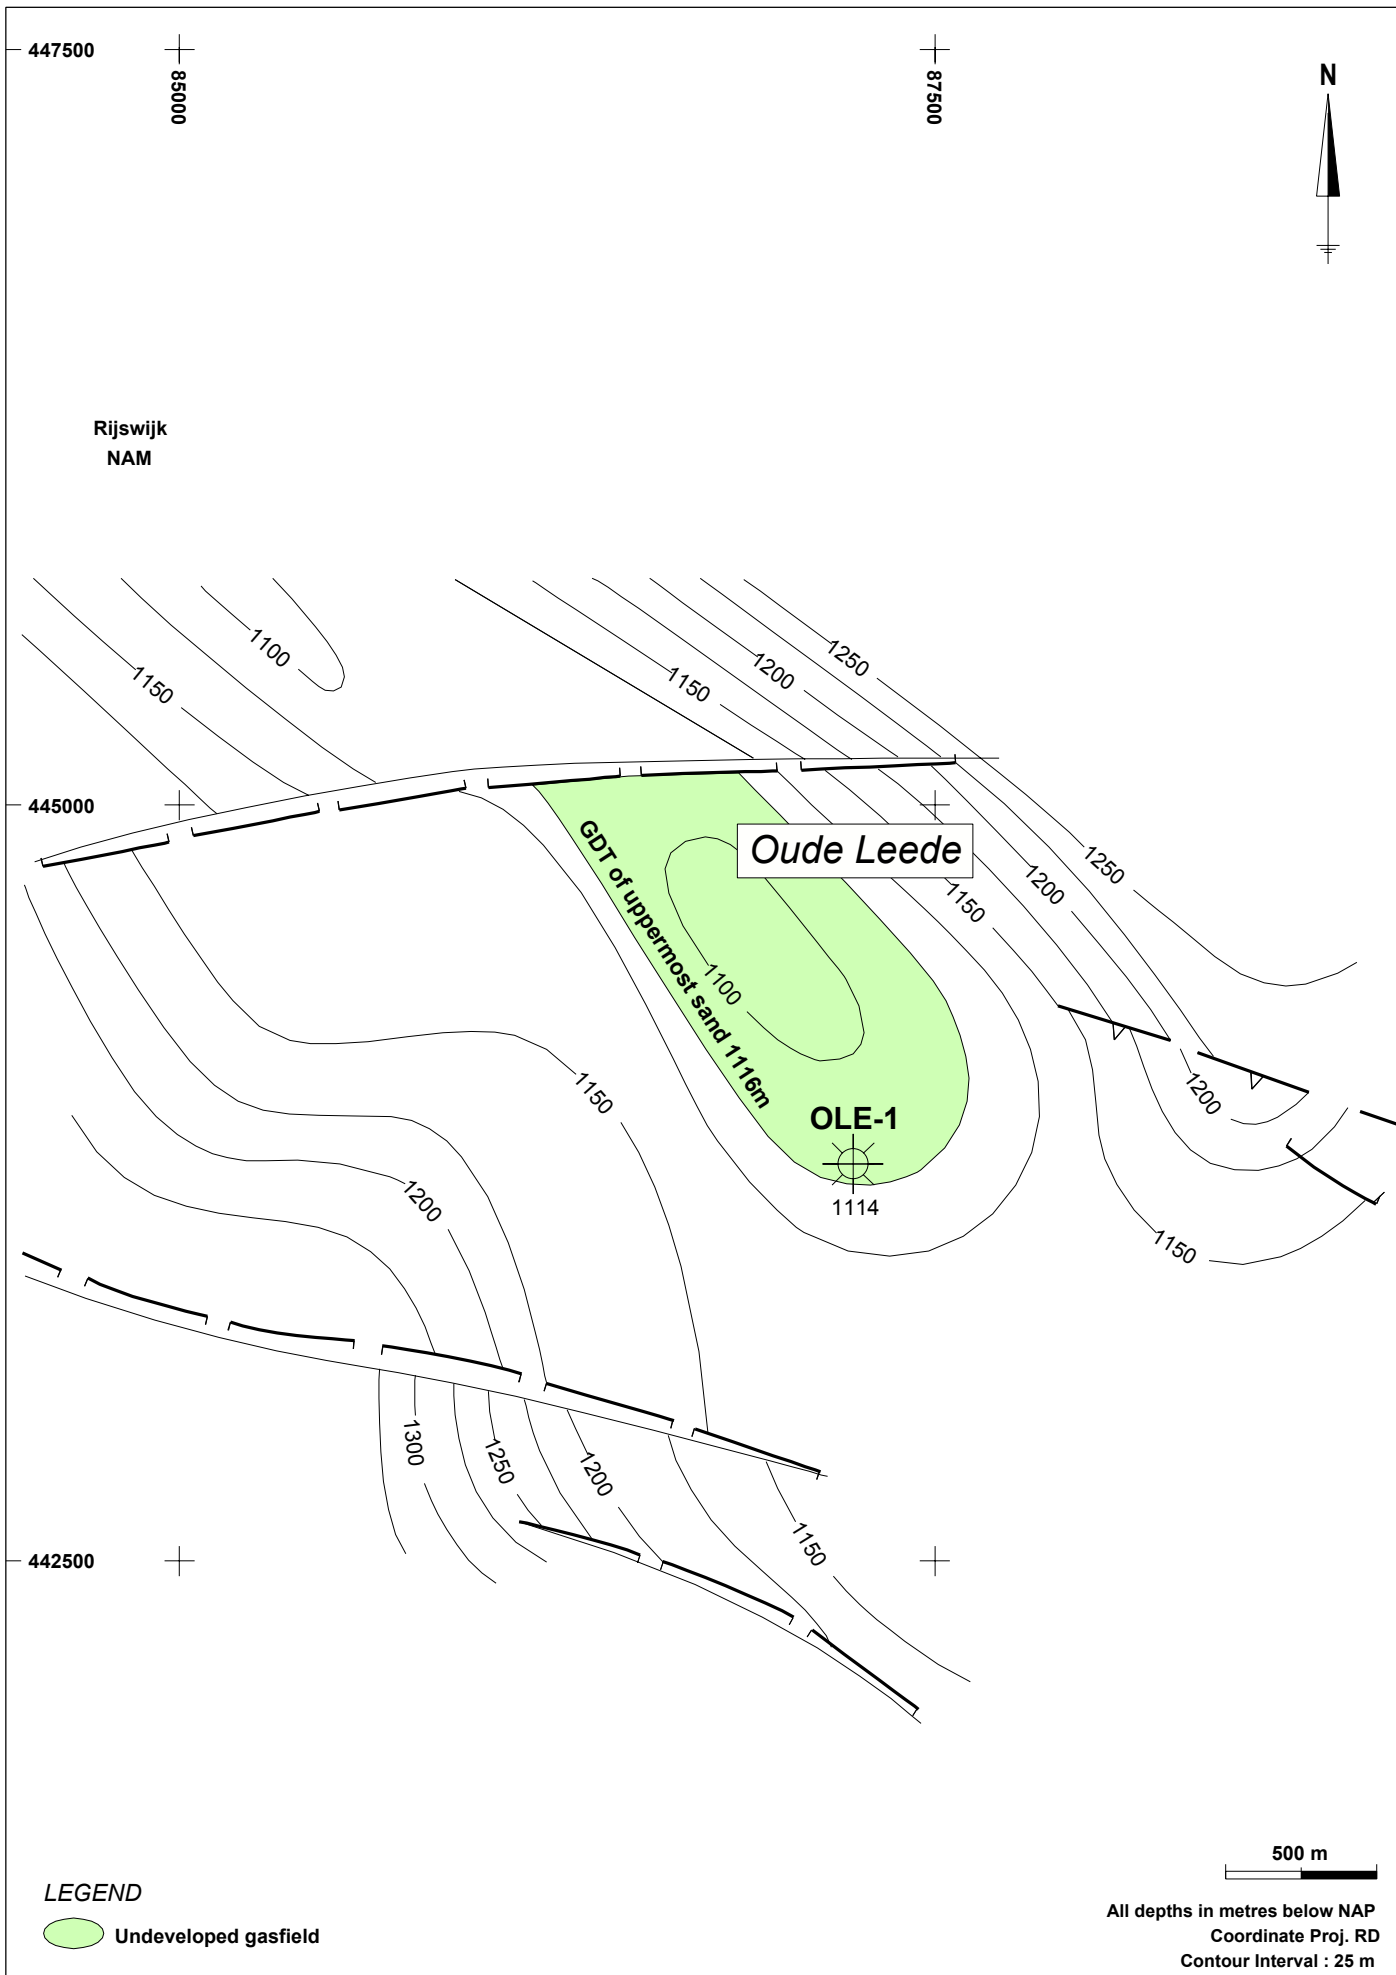 447500
85000
87500
N
Rijswijk
NAM
1100
1150
1150
1200
1250
445000
Oude Leede
GDT of uppermost sand 1116m
1100
1150
1200
1250
1150
OLE-1
1114
1200
1200
1150
1300
1250
1200
1150
442500
500 m
LEGEND
Undeveloped gasfield
All depths in metres below NAP
Coordinate Proj. RD
Contour Interval : 25 m